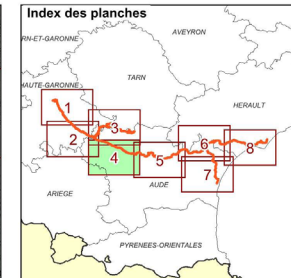 Index des planches
AVEYRON
RN-ET-GARONNE
TARN
HAUTE-GARONNE
HERAULT
1
3
2
6
8
4
5
7
AUDE
ARIEGE
PYRENEES-ORIENTALES